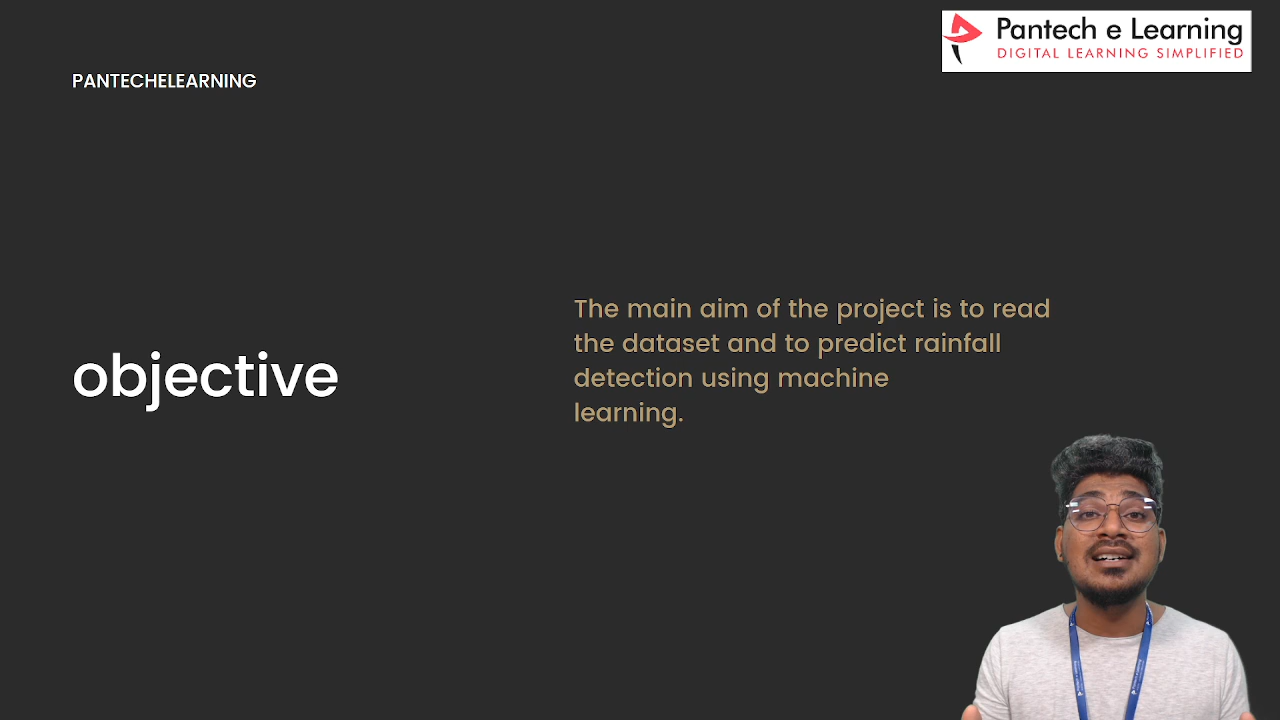 Pantech e Learning
DIGITAL LEARNING SIMPLIFIED
PANTECHELEARNING
objective
The main aim of the project is to read
the dataset and to predict rainfall
detection using machine
learning.